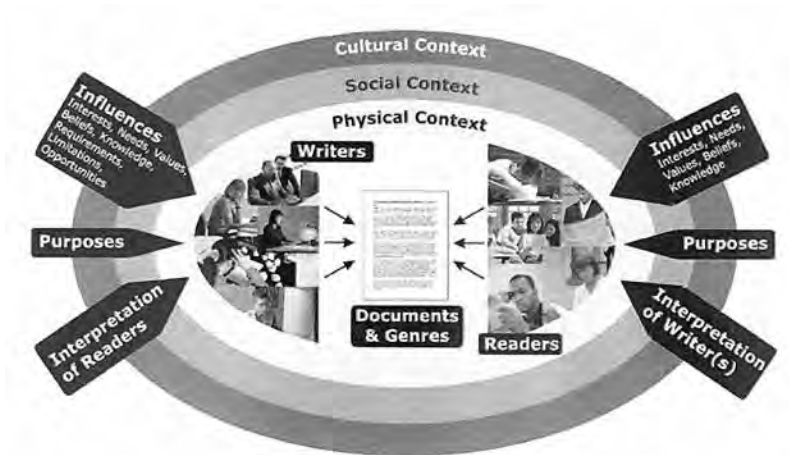 Cultural Context
Social Context
Physical Context
Influences
Interests, Needs, Values,
Beliefs, Knowledge,
Requirements,
Limitations,
Opportunities
Writers
Influences
Interests, Needs,
Values, Beliefs,
Knowledge
Purposes
Purposes
Interpretation
of Readers
Documents
& Genres
Readers
Interpretation
of Writer(s)